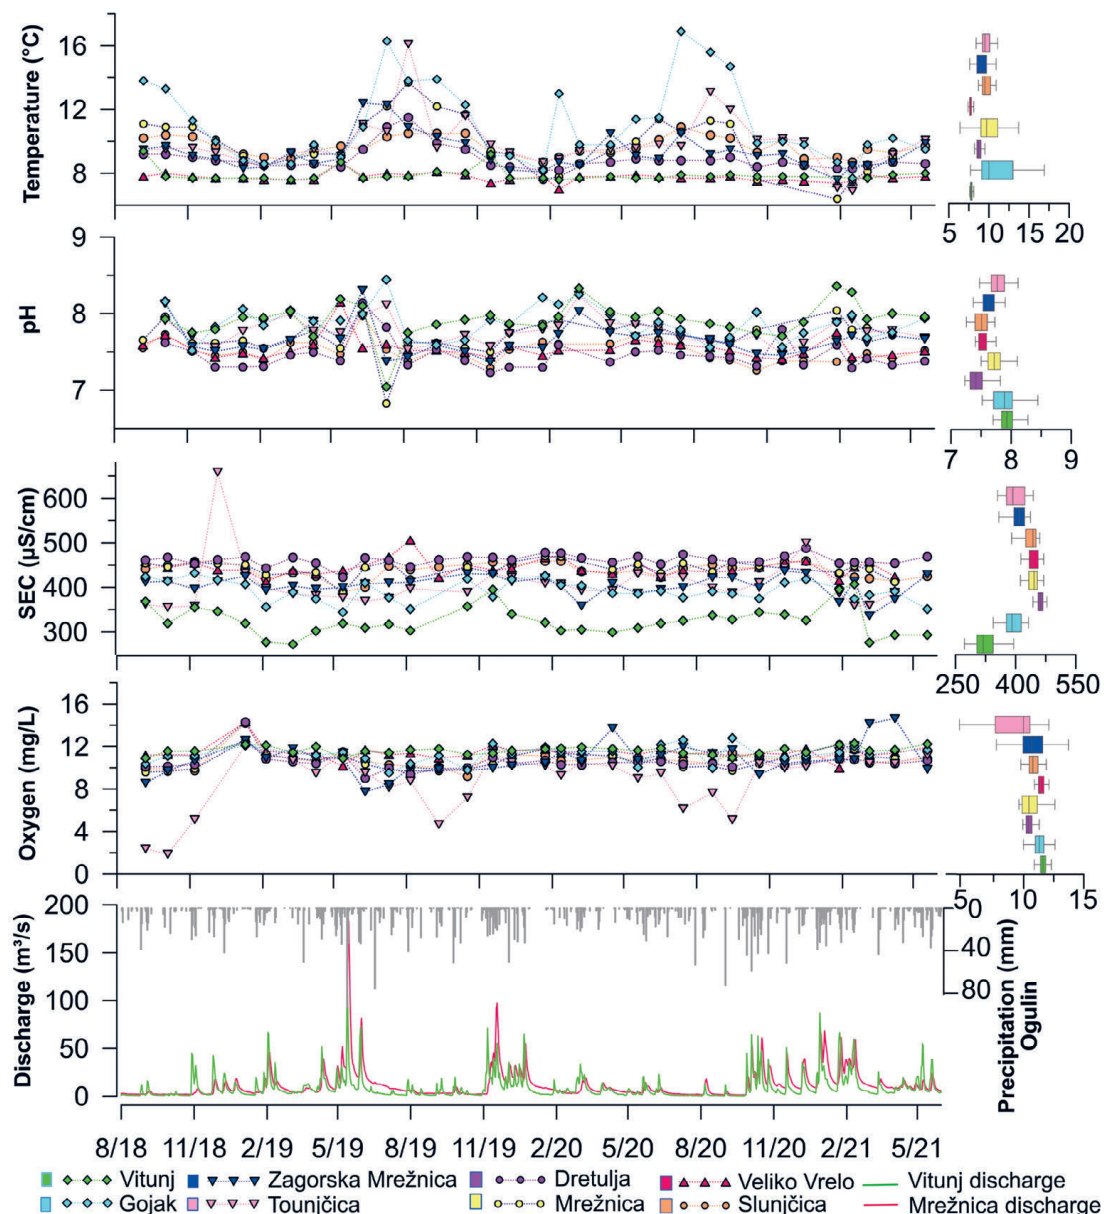 Temperature (°C)
16
12
8
5 10 15 20
pH
9
8
7
7 8 9
SEC (µS/cm)
600
500
400
300
250 400 550
Oxygen (mg/L)
16
12
8
4
0
5 10 15
Discharge (m³/s)
200
150
100
50
0
0
40
80
Precipitation (mm)
Ogulin
8/18 11/18 2/19 5/19 8/19 11/19 2/20 5/20 8/20 11/20 2/21 5/21
Vitunj Zagorska Mrežnica Dretulja Veliko Vrelo Vitunj discharge
Gojak Tounjčica Mrežnica Slunjčica Mrežnica discharge